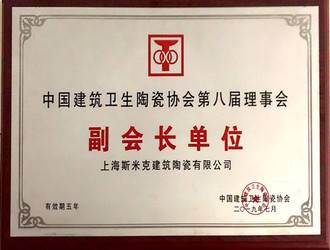 中国建筑卫生陶瓷协会第八届理事会
副会长单位
上海斯米克建筑陶瓷有限公司
有效期五年
中国建筑卫生陶瓷协会
二〇一九年七月